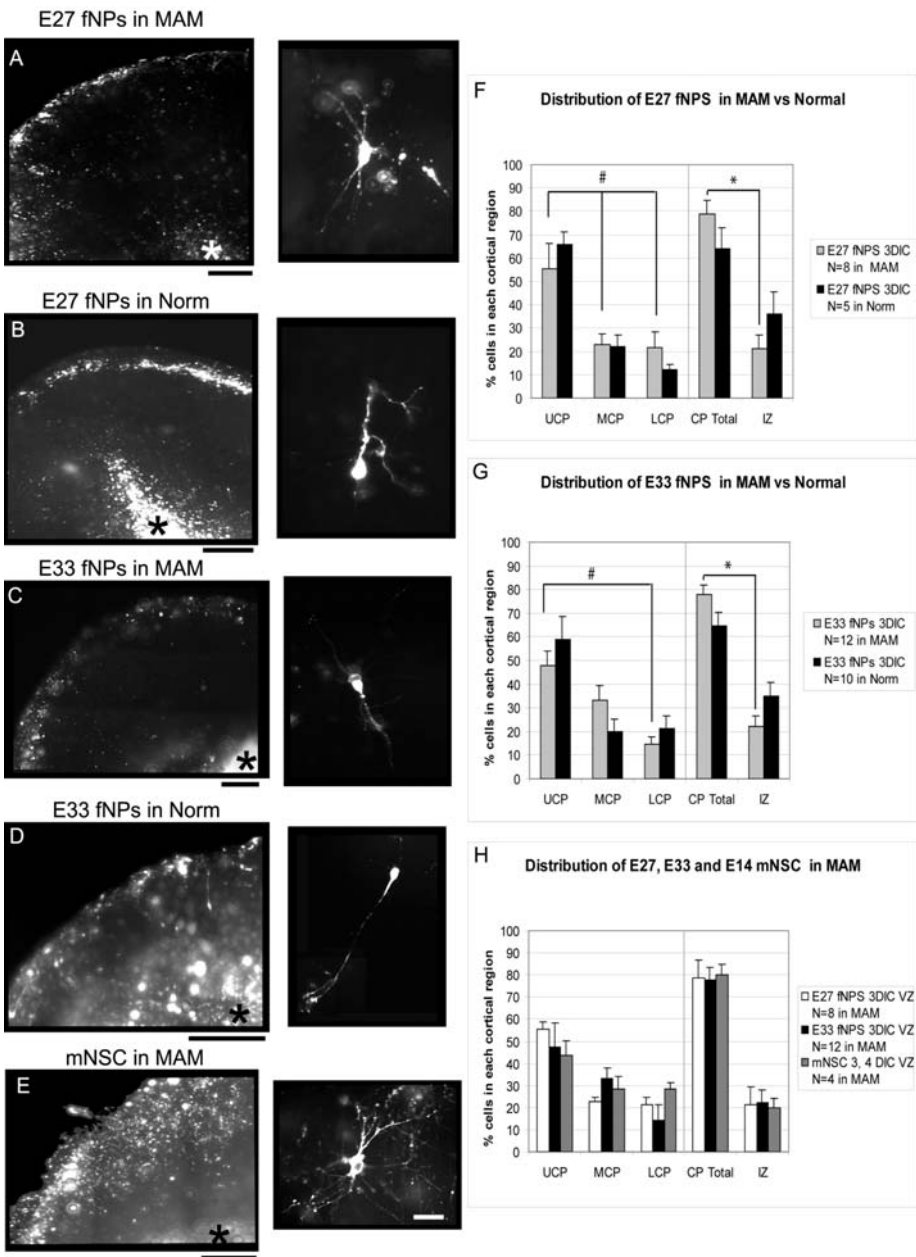 E27 fNPs in MAM
A
*
E27 fNPs in Norm
B
*
E33 fNPs in MAM
C
*
E33 fNPs in Norm
D
*
mNSC in MAM
E
*
F
Distribution of E27 fNPS in MAM vs Normal
% cells in each cortical region
100
90
80
70
60
50
40
30
20
10
0
#
*
UCP MCP LCP CP Total IZ
E27 fNPS 3DIC
N=8 in MAM
E27 fNPS 3DIC
N=5 in Norm
G
Distribution of E33 fNPS in MAM vs Normal
% cells in each cortical region
100
90
80
70
60
50
40
30
20
10
0
#
*
UCP MCP LCP CP Total IZ
E33 fNPs 3DIC
N=12 in MAM
E33 fNPs 3DIC
N=10 in Norm
H
Distribution of E27, E33 and E14 mNSC in MAM
% cells in each cortical region
100
90
80
70
60
50
40
30
20
10
0
UCP MCP LCP CP Total IZ
E27 fNPS 3DIC VZ
N=8 in MAM
E33 fNPS 3DIC VZ
N=12 in MAM
mNSC 3, 4 DIC VZ
N=4 in MAM